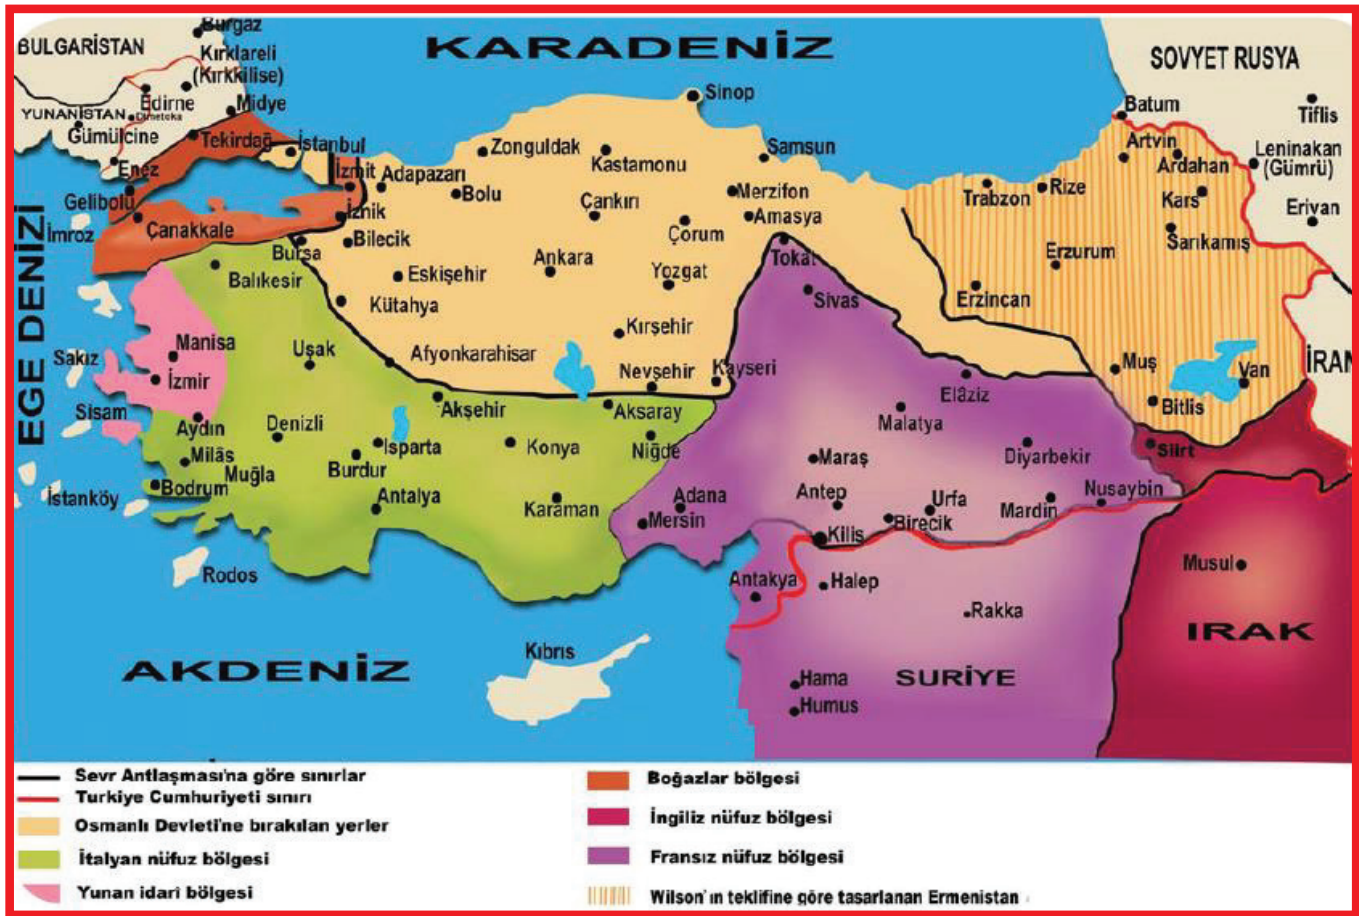 Burgaz
BULGARİSTAN
KARADENİZ
Kırklareli
(Kırkkilise)
SOVYET RUSYA
Edirne
Sinop
YUNANİSTAN
Dimetoka
Midye
Batum
Tiflis
Gümülcine
Tekirdağ
İstanbul
Zonguldak
Kastamonu
Samsun
Artvin
Ardahan
Leninakan
(Gümrü)
Enez
İzmit
Adapazarı
Bolu
Merzifon
Trabzon
Rize
Kars
Gelibolu
İznik
Çankırı
Amasya
Erivan
İmroz
Çanakkale
Bilecik
Çorum
Sarıkamış
EGE DENİZİ
Bursa
Ankara
Tokat
Erzurum
Balıkesir
Eskişehir
Yozgat
Sivas
Erzincan
Kütahya
Kırşehir
Manisa
Uşak
Afyonkarahisar
Muş
İRAN
Sakız
İzmir
Nevşehir
Kayseri
Elâziz
Van
Sisam
Aydın
Denizli
Akşehir
Aksaray
Malatya
Bitlis
Milâs
Isparta
Konya
Niğde
Maraş
Diyarbekir
Siirt
Muğla
Burdur
İstanköy
Bodrum
Antalya
Karaman
Adana
Mersin
Antep
Urfa
Birecik
Mardin
Nusaybin
Kilis
Rodos
Antakya
Halep
Musul
Rakka
IRAK
AKDENİZ
Kıbrıs
Hama
SURİYE
Humus
Sevr Antlaşması'na göre sınırlar
Turkiye Cumhuriyeti sınırı
Osmanlı Devleti'ne bırakılan yerler
İtalyan nüfuz bölgesi
Yunan idarî bölgesi
Boğazlar bölgesi
İngiliz nüfuz bölgesi
Fransız nüfuz bölgesi
Wilson'ın teklifine göre tasarlanan Ermenistan